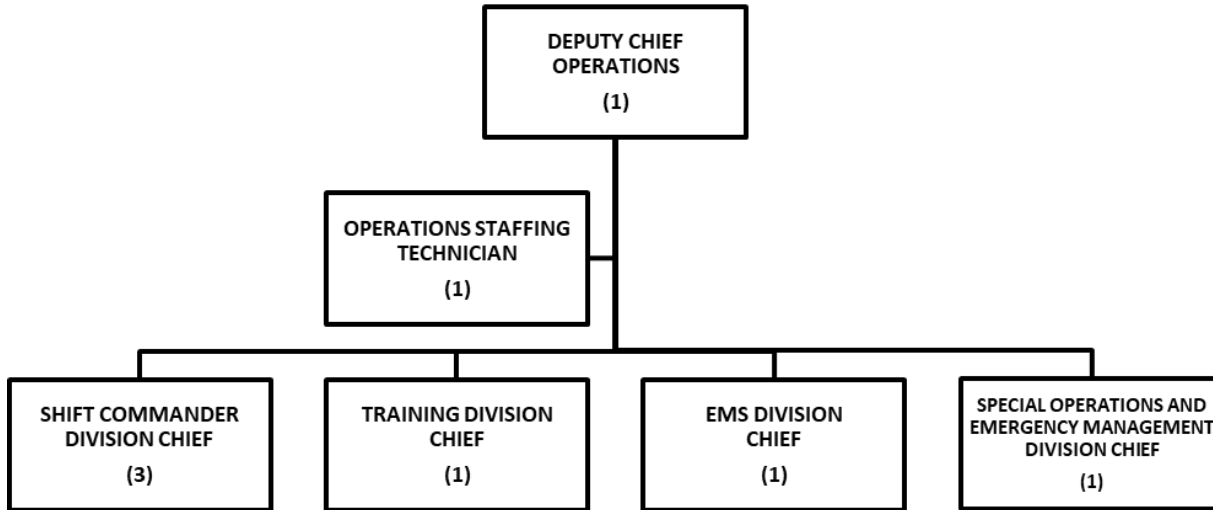 DEPUTY CHIEF
OPERATIONS
(1)
OPERATIONS STAFFING
TECHNICIAN
(1)
SHIFT COMMANDER
DIVISION CHIEF
(3)
TRAINING DIVISION
CHIEF
(1)
EMS DIVISION
CHIEF
(1)
SPECIAL OPERATIONS AND
EMERGENCY MANAGEMENT
DIVISION CHIEF
(1)